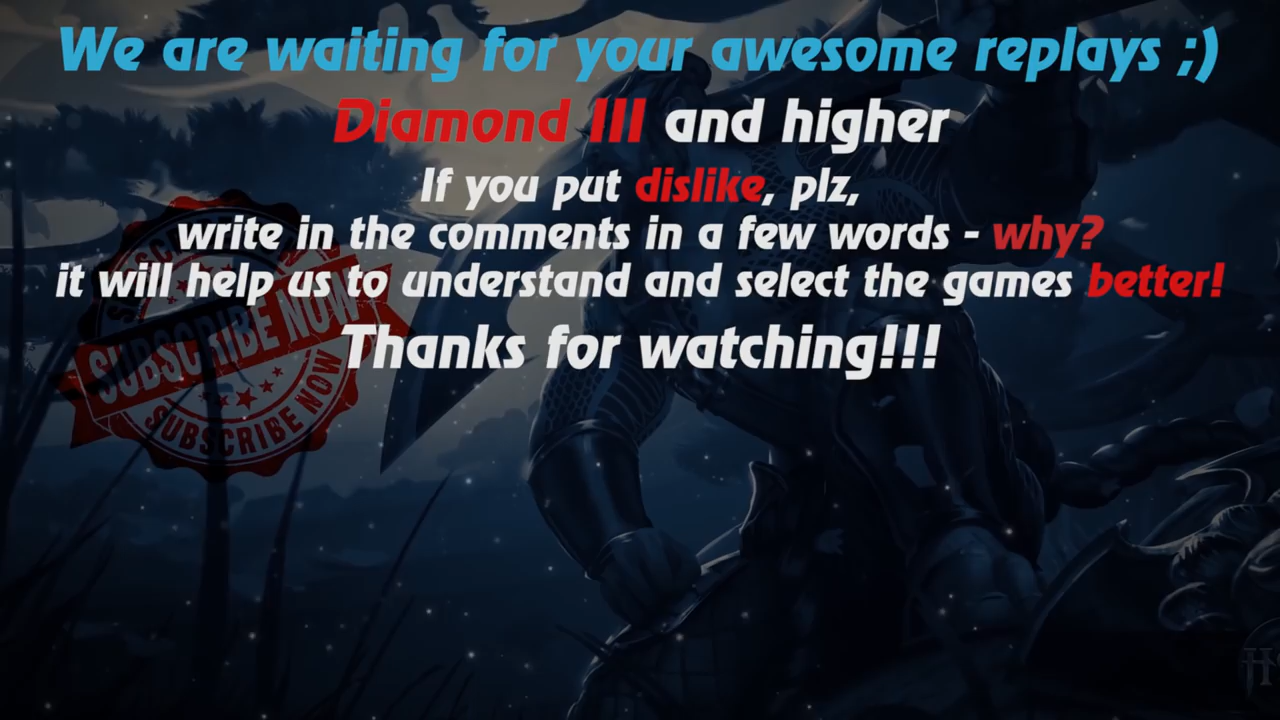 We are waiting for your awesome replays ;)
Diamond III and higher
If you put dislike, plz,
write in the comments in a few words - why?
it will help us to understand and select the games better!
Thanks for watching!!!
SUBSCRIBE NOW
SUBSCRIBE NOW